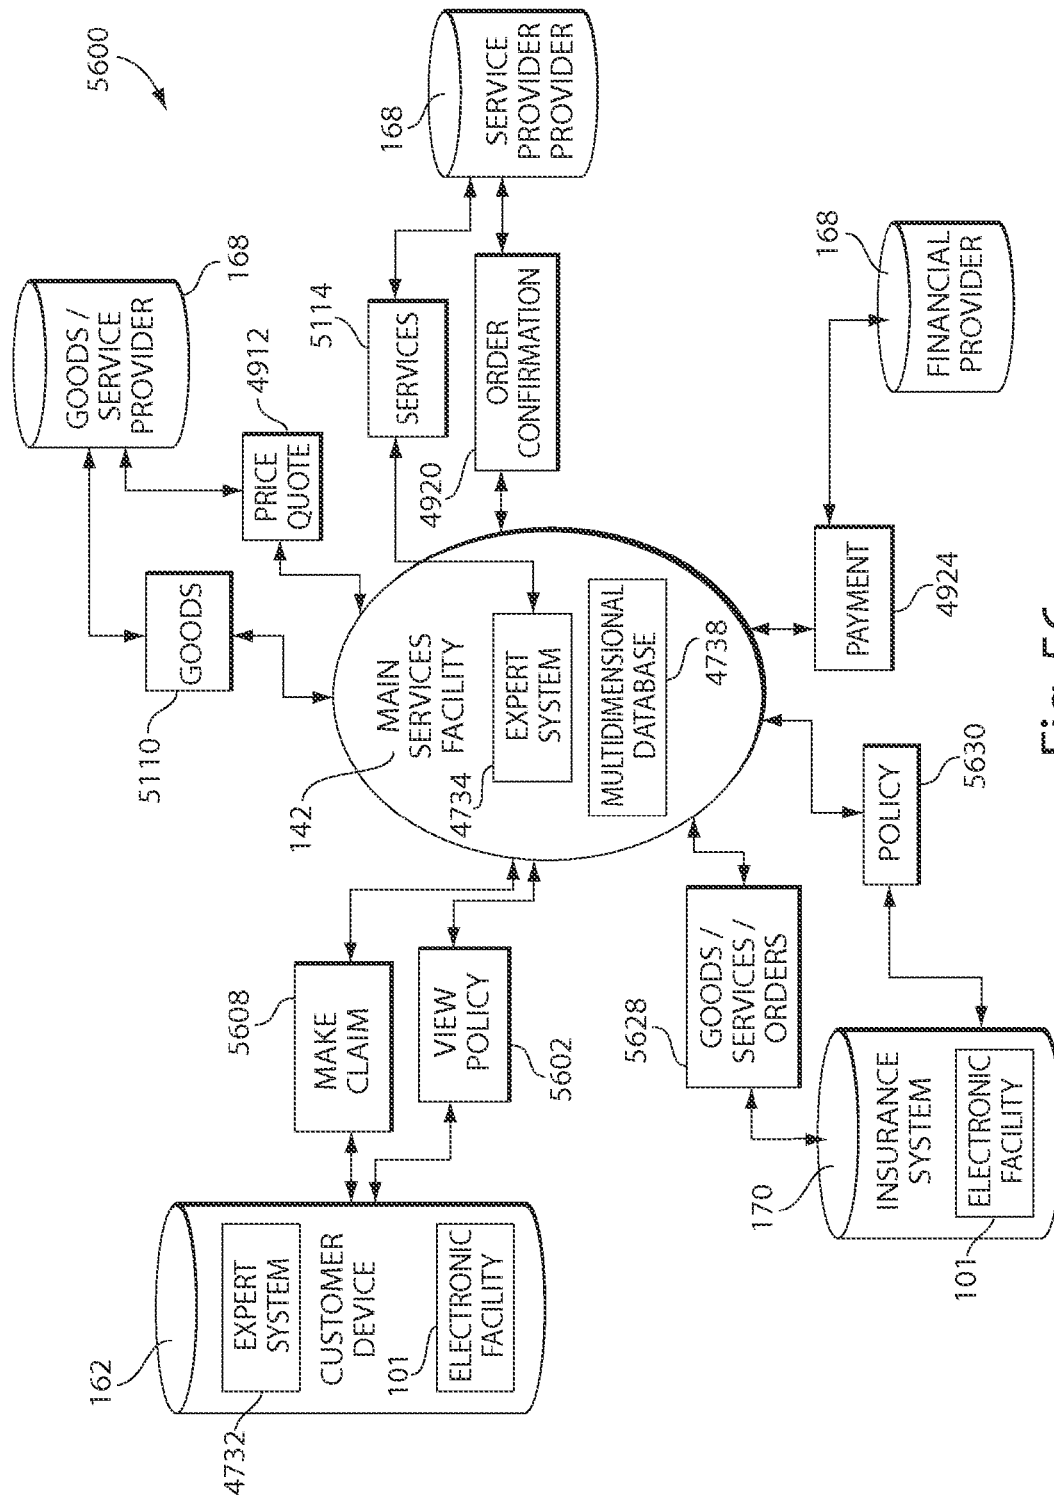 5600
162
EXPERT
SYSTEM
4732
CUSTOMER
DEVICE
101
ELECTRONIC
FACILITY
5608
MAKE
CLAIM
VIEW
POLICY
5602
5110
GOODS
GOODS /
SERVICE
PROVIDER
168
4912
PRICE
QUOTE
142
MAIN
SERVICES
FACILITY
4734
EXPERT
SYSTEM
MULTIDIMENSIONAL
DATABASE
4738
5114
SERVICES
4920
ORDER
CONFIRMATION
168
SERVICE
PROVIDER
PROVIDER
5628
GOODS /
SERVICES /
ORDERS
170
INSURANCE
SYSTEM
ELECTRONIC
FACILITY
101
POLICY
5630
PAYMENT
4924
168
FINANCIAL
PROVIDER